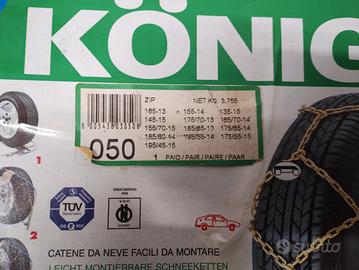 KÖNIG
ZIP NET KG. 3,755
165-13 155-14 135-15
145-15 175/70-13 165/70-14
155/70-15 185/65-13 175/65-14
185/60-14 195/55-14 175/55-15
195/45-15
8005438030508
050
1 PAIO / PAIR / PAIRE / PAAR
1
2
TÜV
CATENE DA NEVE FACILI DA MONTARE
LEICHT MONTIERBARE SCHNEEKETTEN
subito